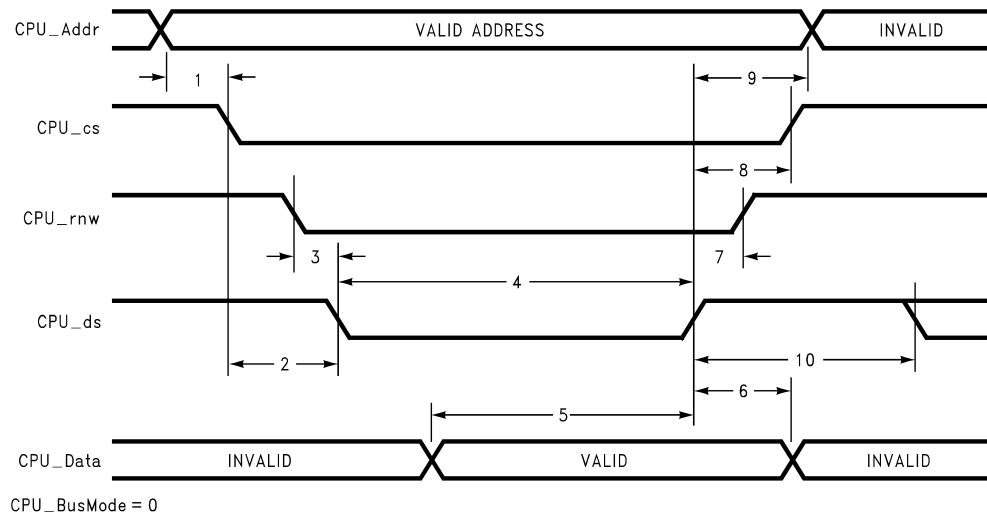 CPU_Addr VALID ADDRESS INVALID
1 9
CPU_cs
8
CPU_rnw
3 7
4
CPU_ds
2 10
6
5
CPU_Data INVALID VALID INVALID
CPU_BusMode = 0